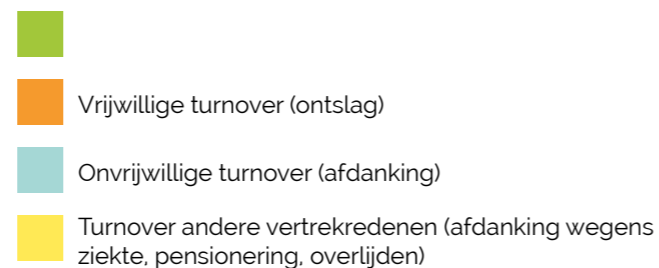 Vrijwillige turnover (ontslag)
Onvrijwillige turnover (afdanking)
Turnover andere vertrekredenen (afdanking wegens
ziekte, pensionering, overlijden)